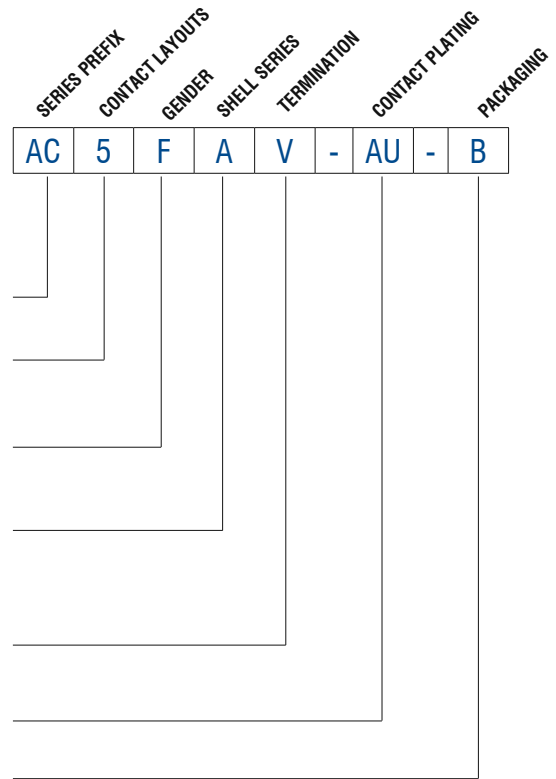 SERIES PREFIX
CONTACT LAYOUTS
GENDER
SHELL SERIES
TERMINATION
CONTACT PLATING
PACKAGING
AC 5 F A V - AU - B